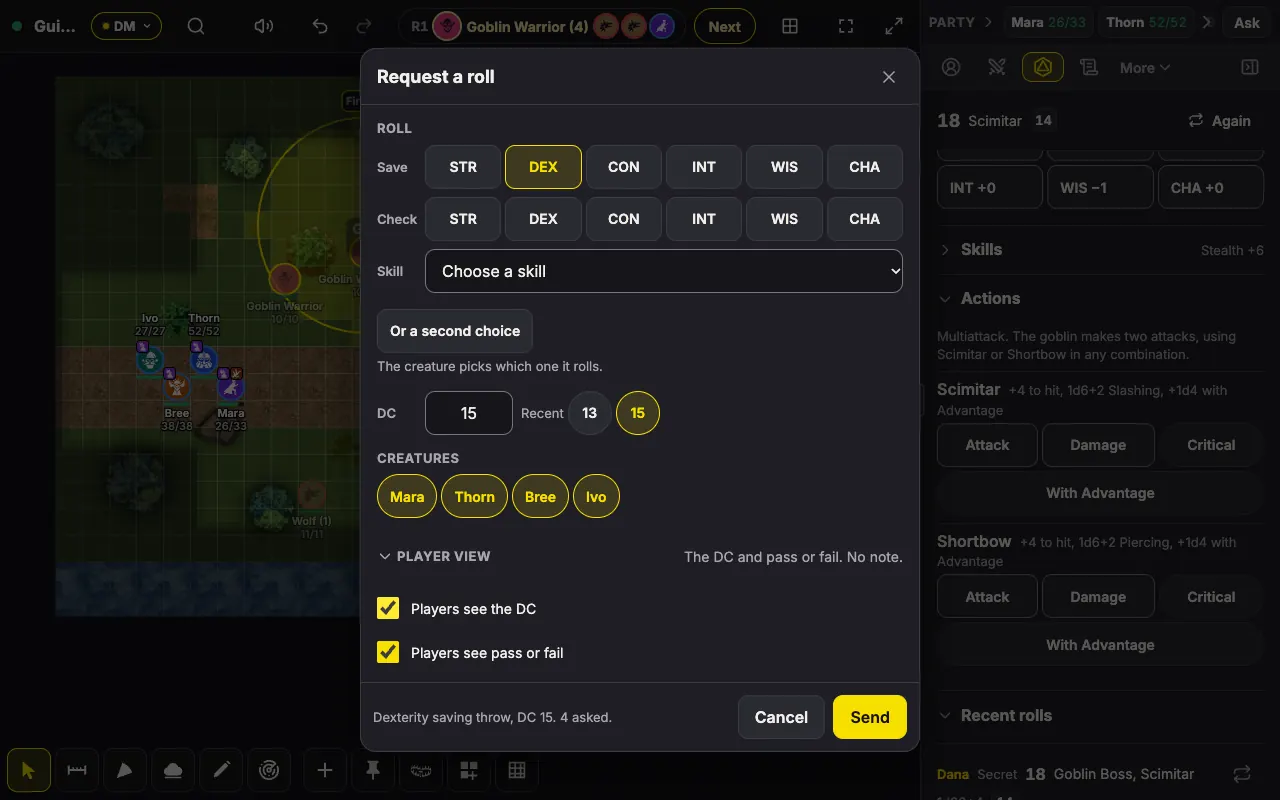 Gui...
DM
R1 Goblin Warrior (4)
Next
PARTY
Mara 26/33
Thorn 52/52
Ask
More
18 Scimitar 14
Again
INT +0
WIS −1
CHA +0
Skills
Stealth +6
Actions
Multiattack. The goblin makes two attacks, using
Scimitar or Shortbow in any combination.
Scimitar +4 to hit, 1d6+2 Slashing, +1d4 with
Advantage
Attack
Damage
Critical
With Advantage
Shortbow +4 to hit, 1d6+2 Piercing, +1d4 with
Advantage
Attack
Damage
Critical
With Advantage
Recent rolls
Dana Secret 18 Goblin Boss, Scimitar
Goblin Warrior
10/10
Ivo
27/27
Thorn
52/52
Bree
38/38
Mara
26/33
Wolf (1)
11/11
Request a roll
ROLL
Save
STR
DEX
CON
INT
WIS
CHA
Check
STR
DEX
CON
INT
WIS
CHA
Skill
Choose a skill
Or a second choice
The creature picks which one it rolls.
DC
15
Recent
13
15
CREATURES
Mara
Thorn
Bree
Ivo
PLAYER VIEW
The DC and pass or fail. No note.
Players see the DC
Players see pass or fail
Dexterity saving throw, DC 15. 4 asked.
Cancel
Send